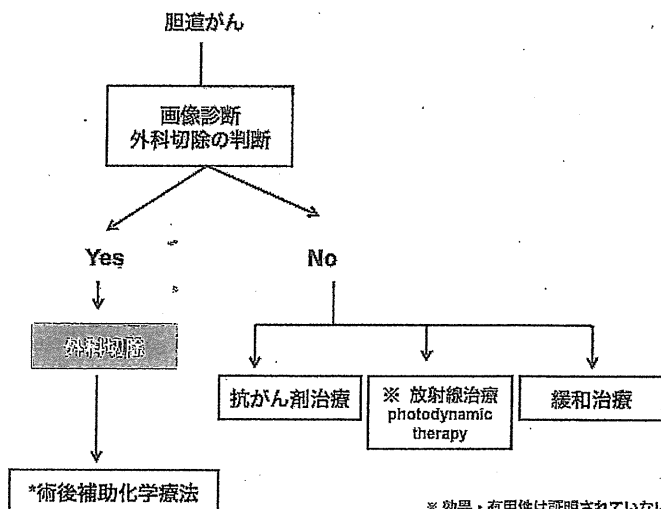 胆道がん
画像診断
外科切除の判断
Yes
No
外科切除
抗がん剤治療
※ 放射線治療
photodynamic
therapy
緩和治療
*術後補助化学療法
※ 効果・有用性は証明されていない